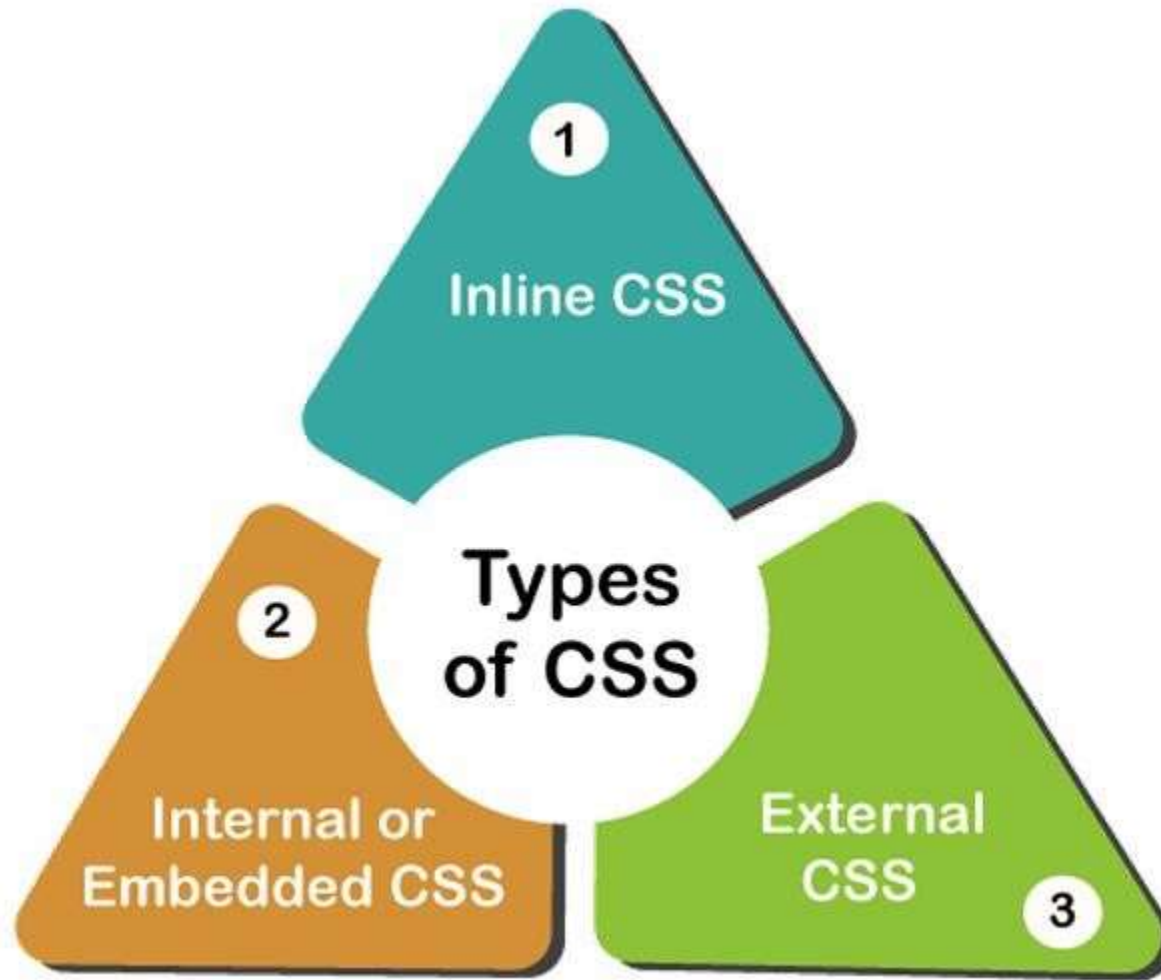 1
Inline CSS
Types
of CSS
2
Internal or
Embedded CSS
External
CSS
3